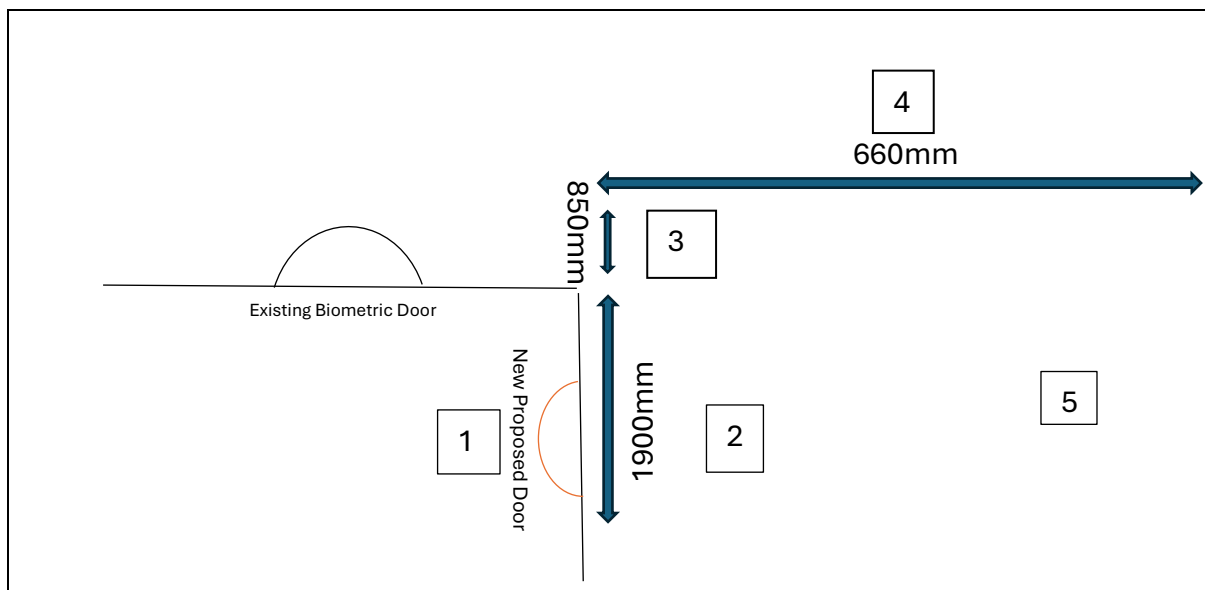 4
660mm
850mm
3
Existing Biometric Door
New Proposed Door
1
1900mm
2
5